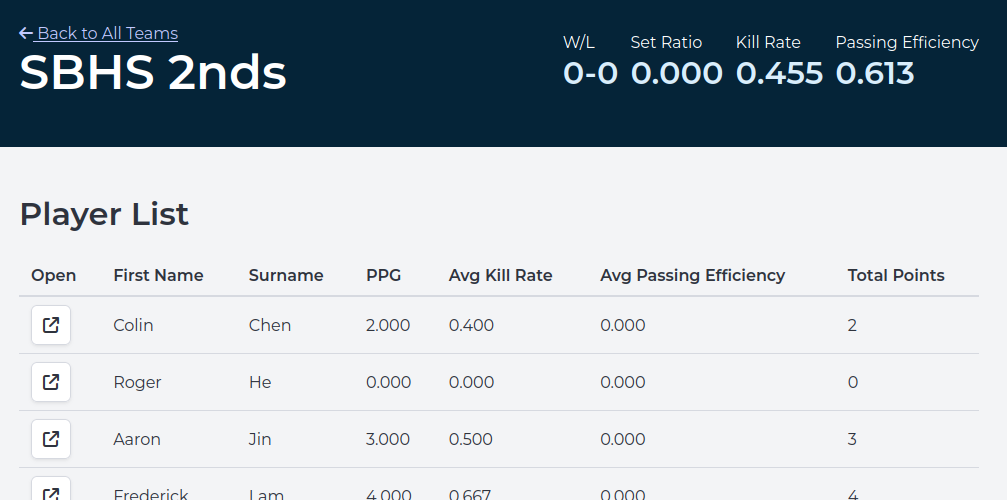 Back to All Teams
SBHS 2nds
W/L Set Ratio Kill Rate Passing Efficiency
0-0 0.000 0.455 0.613
Player List
Open First Name Surname PPG Avg Kill Rate Avg Passing Efficiency Total Points
Colin Chen 2.000 0.400 0.000 2
Roger He 0.000 0.000 0.000 0
Aaron Jin 3.000 0.500 0.000 3
Frederick Lam 4.000 0.667 0.000 4